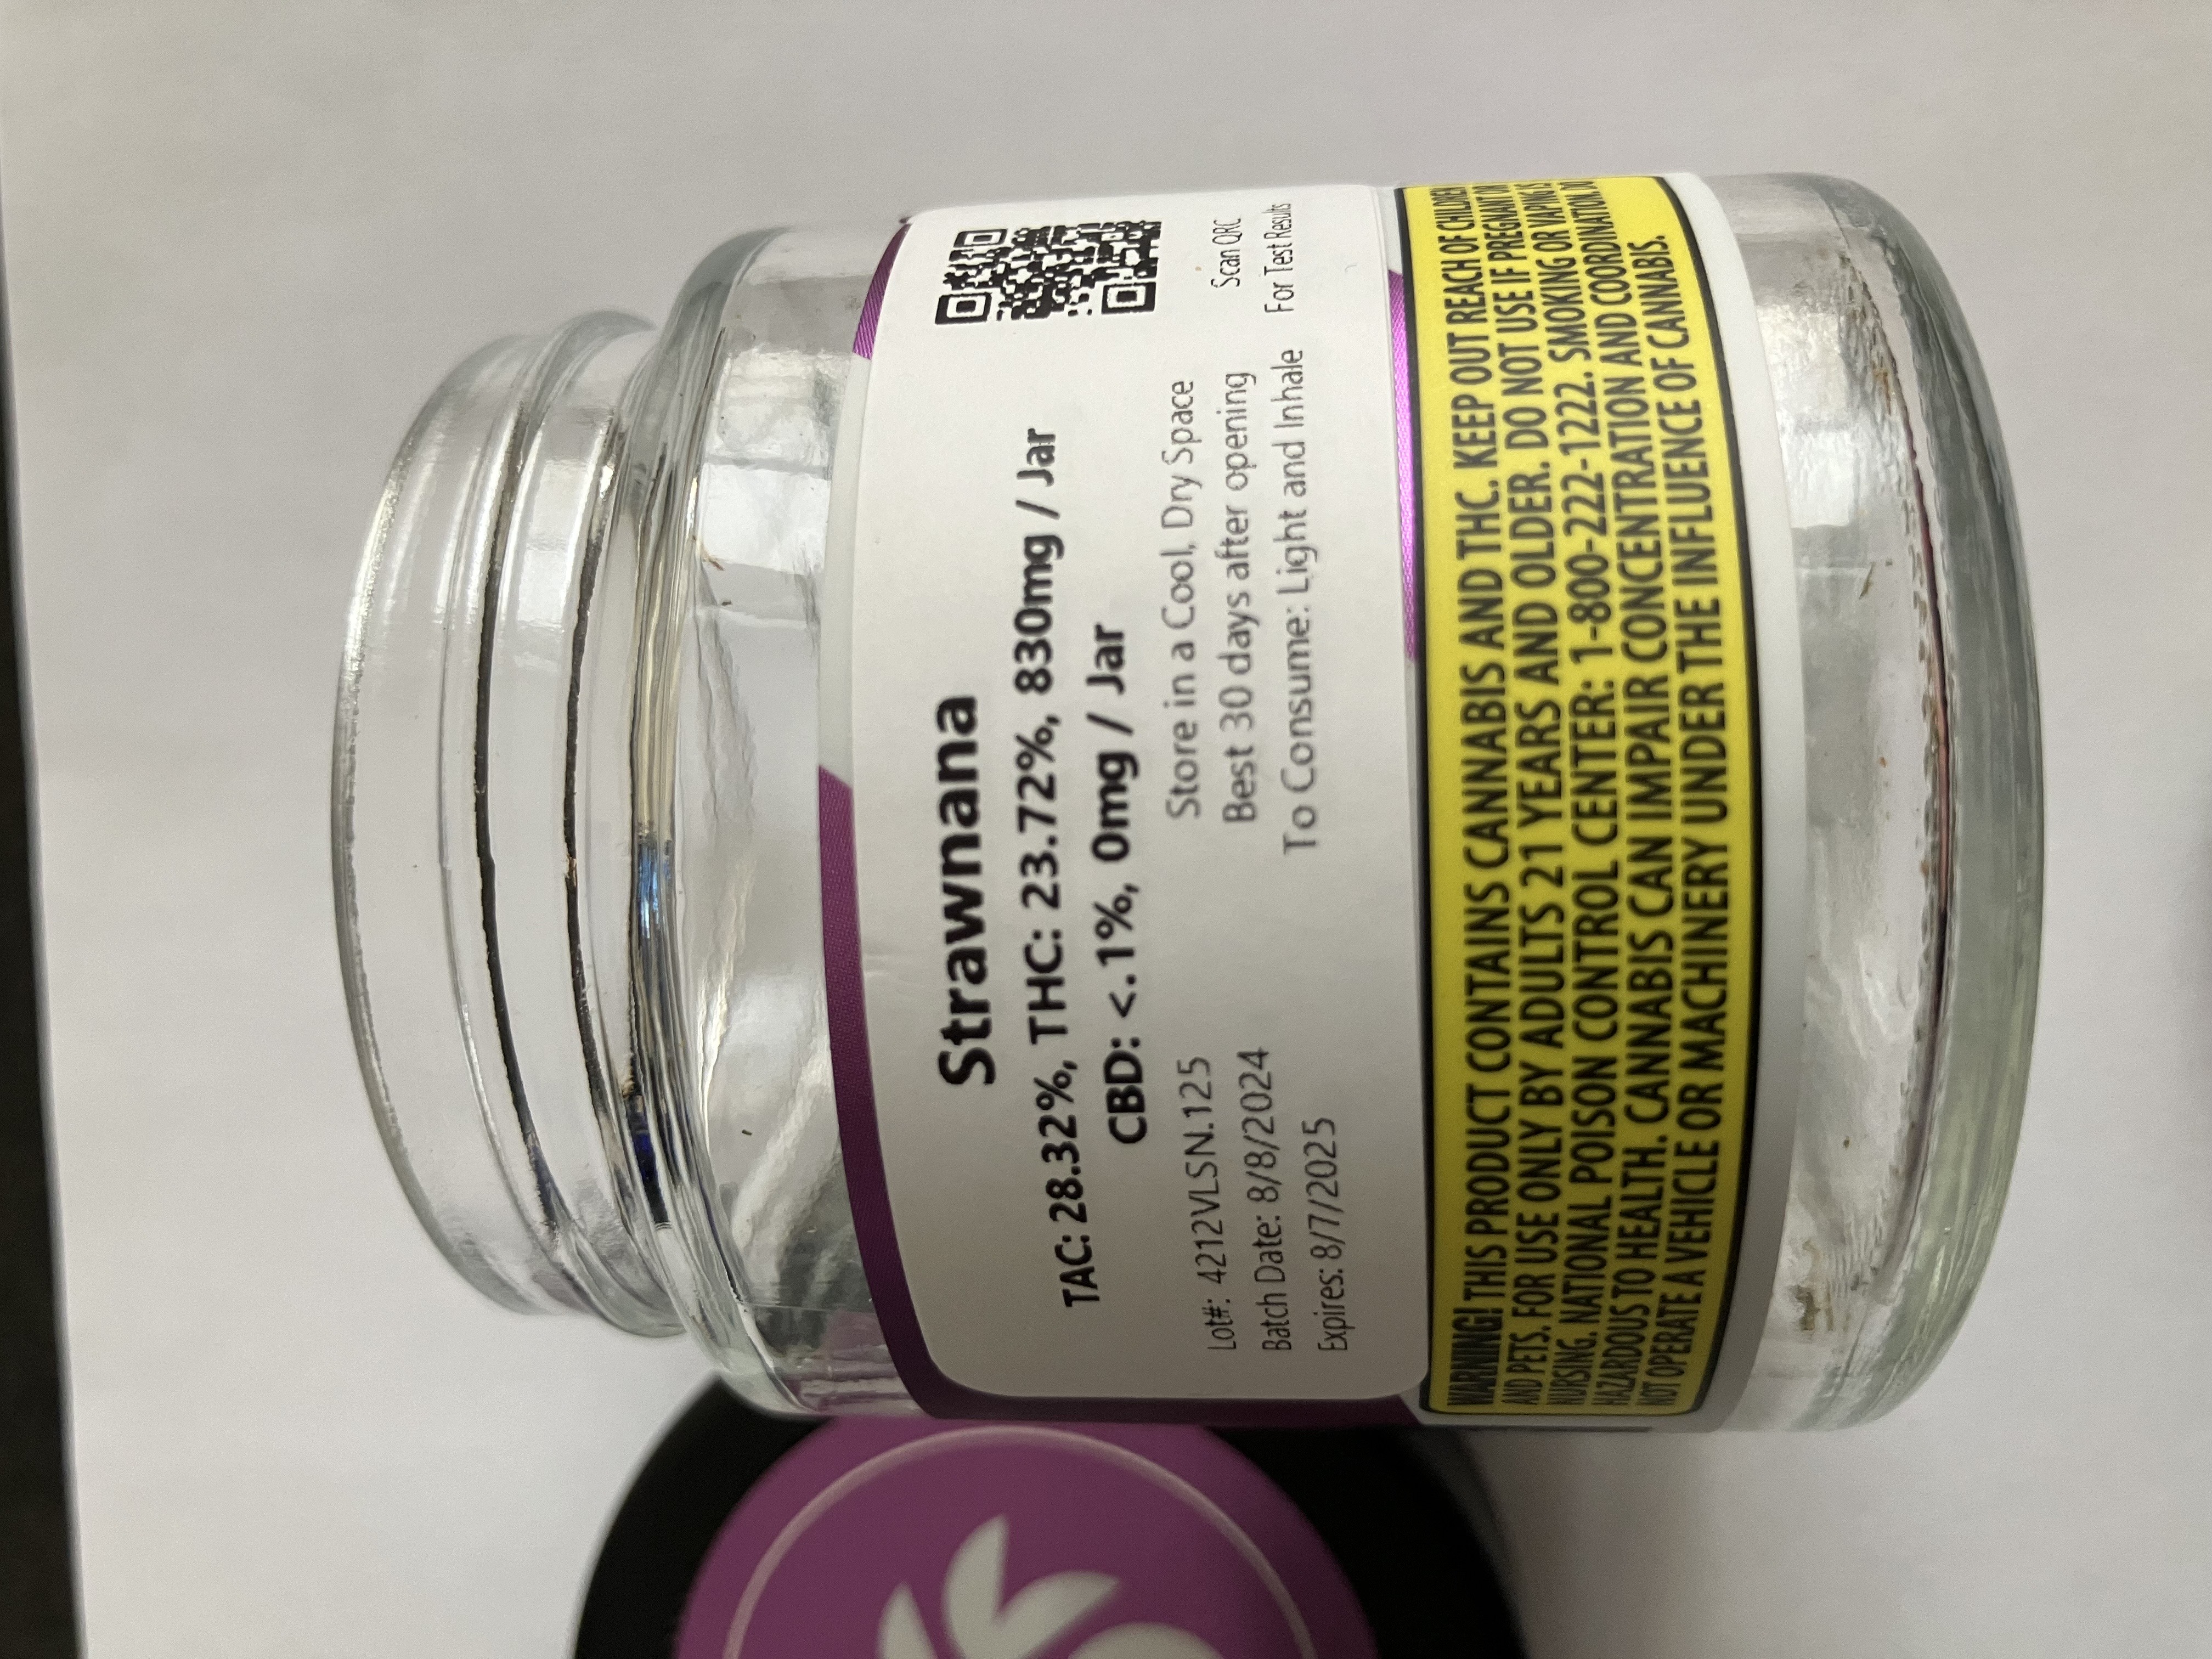 Strawnana
TAC: 28.32%, THC: 23.72%, 830mg / Jar
CBD: <.1%, 0mg / Jar
Lot#: 4212VLSN.125
Batch Date: 8/8/2024
Expires: 8/7/2025
Store in a Cool, Dry Space
Best 30 days after opening
To Consume: Light and Inhale
Scan QRC
For Test Results
WARNING! THIS PRODUCT CONTAINS CANNABIS AND THC. KEEP OUT REACH OF CHILDREN
AND PETS. FOR USE ONLY BY ADULTS 21 YEARS AND OLDER. DO NOT USE IF PREGNANT OR
NURSING. NATIONAL POISON CONTROL CENTER: 1-800-222-1222. SMOKING OR VAPING IS
HAZARDOUS TO HEALTH. CANNABIS CAN IMPAIR CONCENTRATION AND COORDINATION. DO
NOT OPERATE A VEHICLE OR MACHINERY UNDER THE INFLUENCE OF CANNABIS.